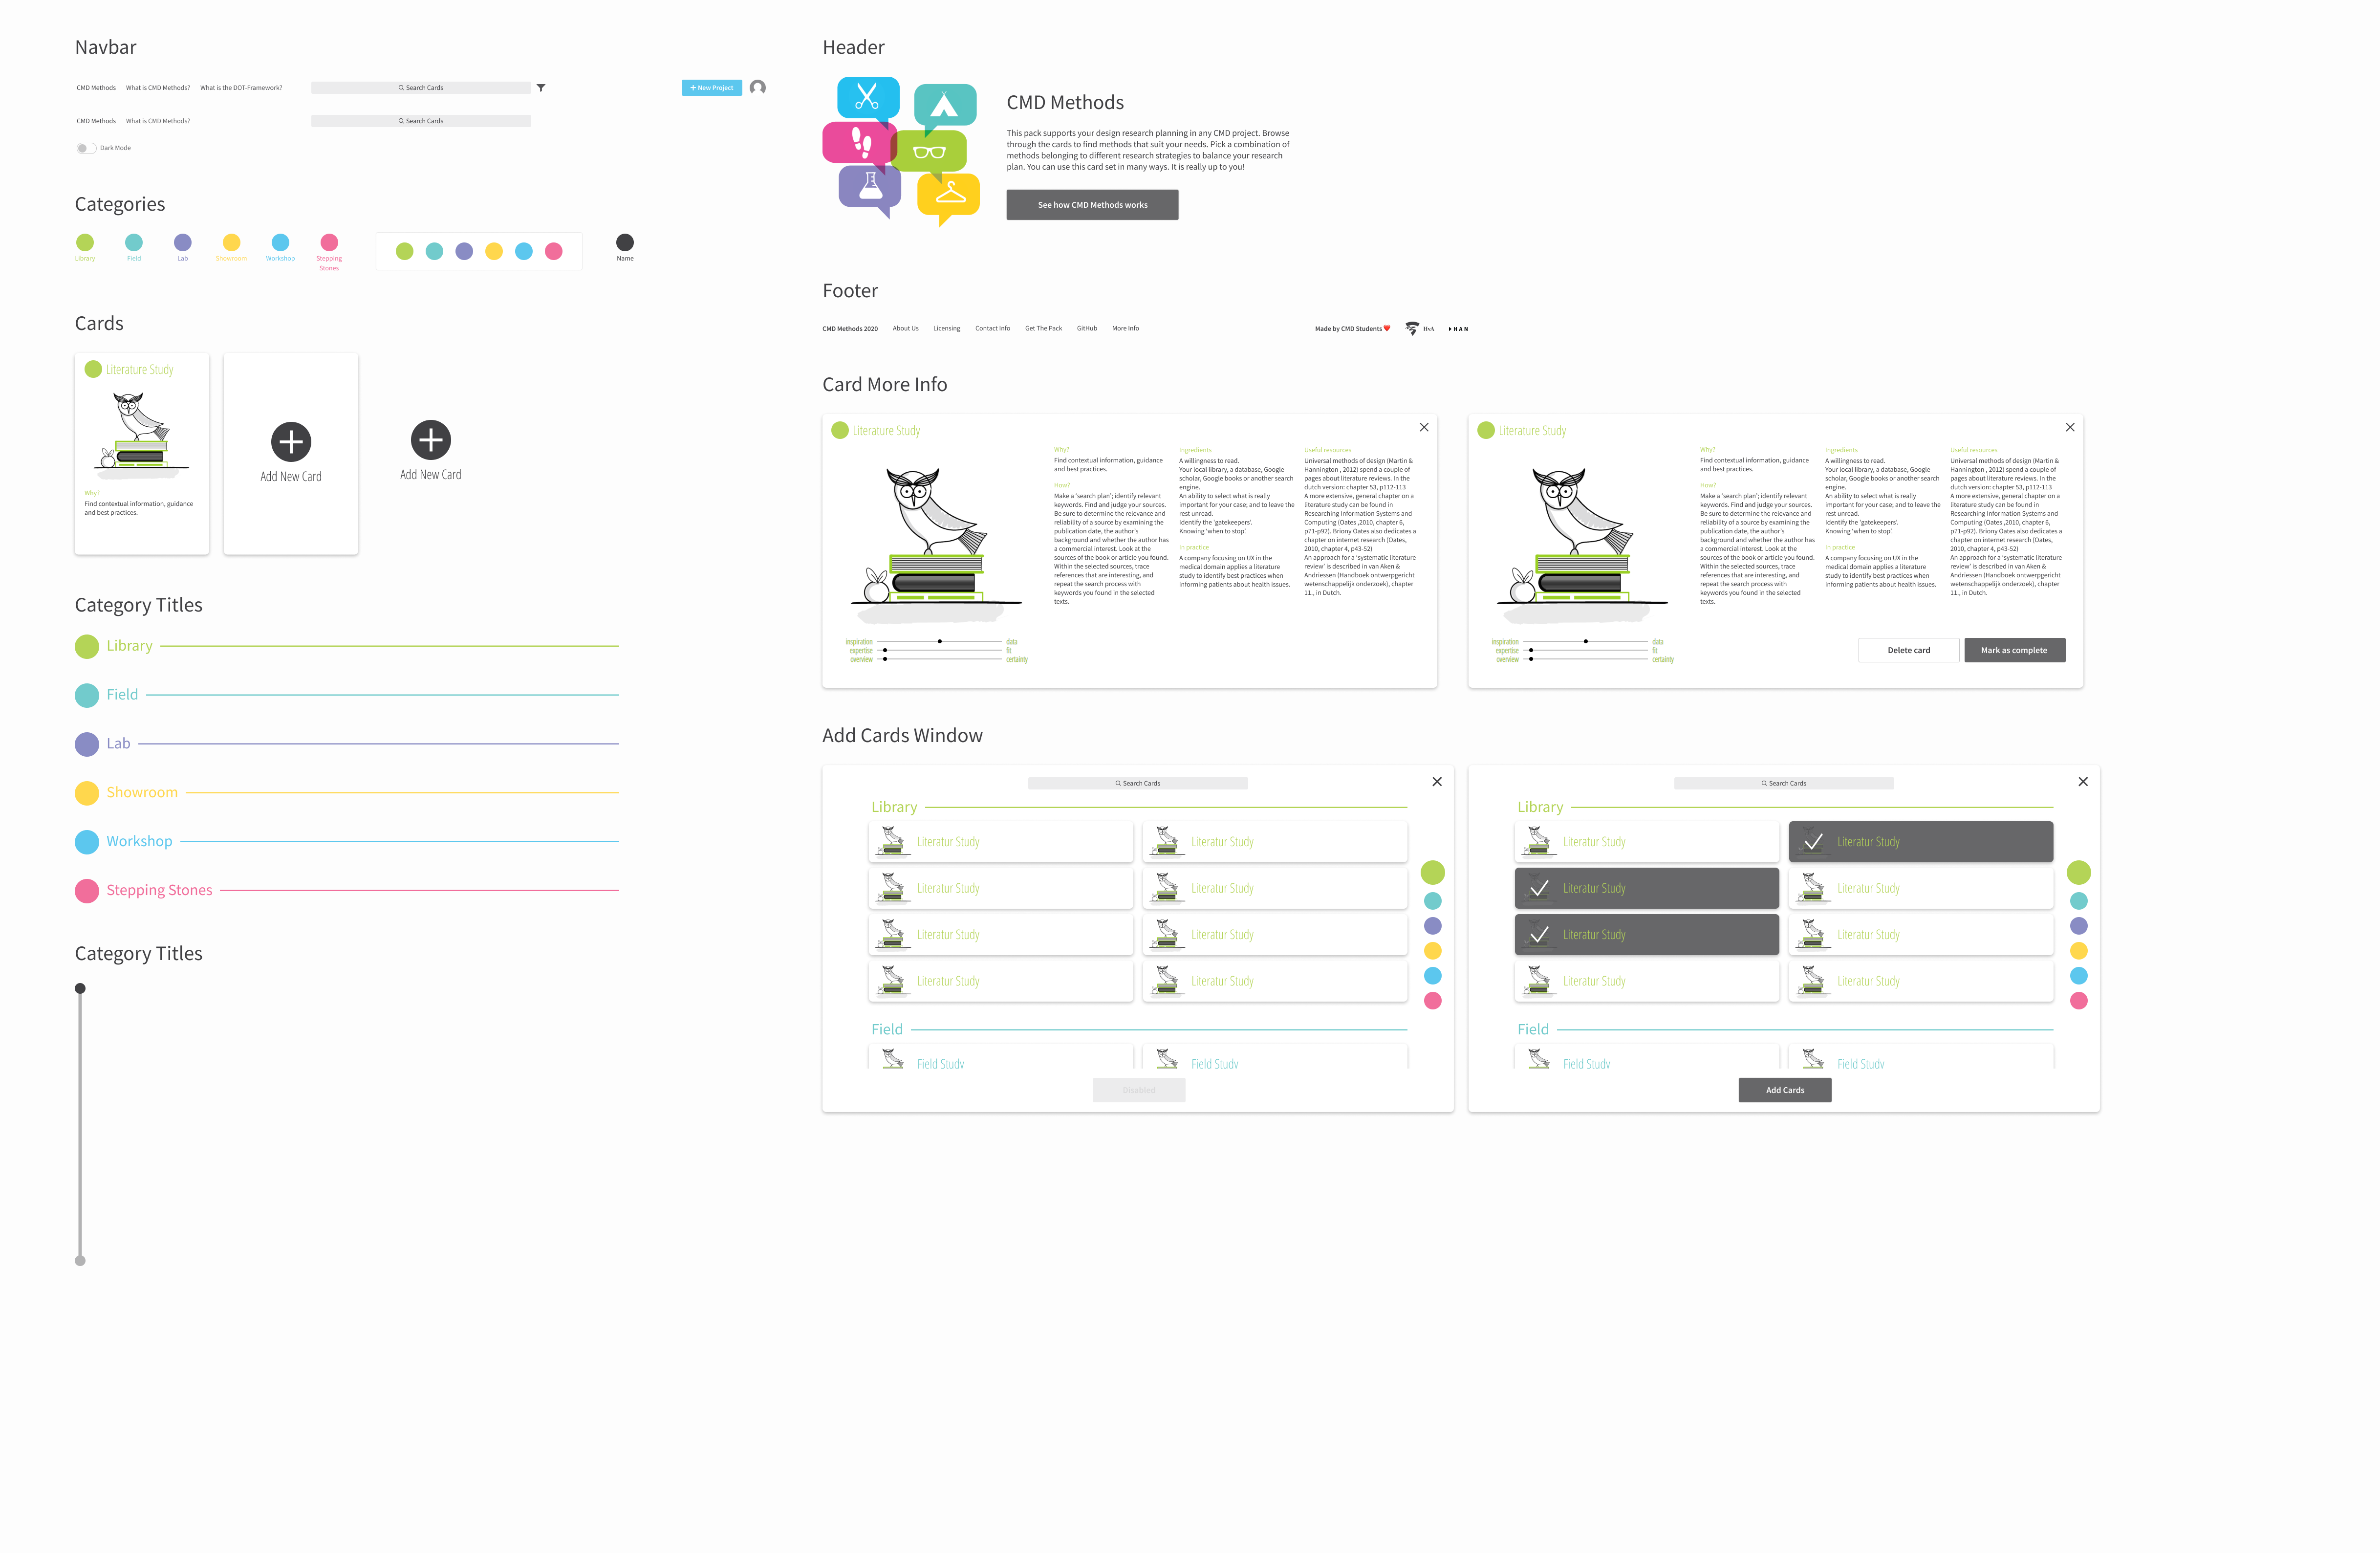 Navbar
CMD Methods What is CMD Methods? What is the DOT-Framework? Search Cards + New Project
CMD Methods What is CMD Methods? Search Cards
Dark Mode
Categories
Library Field Lab Showroom Workshop Stepping Name
Stones
Cards
Literature Study
Why?
Find contextual information, guidance
and best practices.
Add New Card
Add New Card
Category Titles
Library
Field
Lab
Showroom
Workshop
Stepping Stones
Category Titles
Header
CMD Methods
This pack supports your design research planning in any CMD project. Browse
through the cards to find methods that suit your needs. Pick a combination of
methods belonging to different research strategies to balance your research
plan. You can use this card set in many ways. It is really up to you!
See how CMD Methods works
Footer
CMD Methods 2020 About Us Licensing Contact Info Get The Pack GitHub More Info Made by CMD Students HvA HAN
Card More Info
Literature Study
Why?
Find contextual information, guidance
and best practices.
How?
Make a ‘search plan’; identify relevant
keywords. Find and judge your sources.
Be sure to determine the relevance and
reliability of a source by examining the
publication date, the author’s
background and whether the author has
a commercial interest. Look at the
sources of the book or article you found.
Within the selected sources, trace
references that are interesting, and
repeat the search process with
keywords you found in the selected
texts.
Ingredients
A willingness to read.
Your local library, a database, Google
scholar, Google books or another search
engine.
An ability to select what is really
important for your case; and to leave the
rest unread.
Identify the ‘gatekeepers’.
Knowing ‘when to stop’.
In practice
A company focusing on UX in the
medical domain applies a literature
study to identify best practices when
informing patients about health issues.
Useful resources
Universal methods of design (Martin &
Hannington , 2012) spend a couple of
pages about literature reviews. In the
dutch version: chapter 53, p112-113
A more extensive, general chapter on a
literature study can be found in
Researching Information Systems and
Computing (Oates ,2010, chapter 6,
p71-p92). Briony Oates also dedicates a
chapter on internet research (Oates,
2010, chapter 4, p43-52)
An approach for a ‘systematic literature
review’ is described in van Aken &
Andriessen (Handboek ontwerpgericht
wetenschappelijk onderzoek), chapter
11., in Dutch.
inspiration data
expertise fit
overview certainty
Literature Study
Why?
Find contextual information, guidance
and best practices.
How?
Make a ‘search plan’; identify relevant
keywords. Find and judge your sources.
Be sure to determine the relevance and
reliability of a source by examining the
publication date, the author’s
background and whether the author has
a commercial interest. Look at the
sources of the book or article you found.
Within the selected sources, trace
references that are interesting, and
repeat the search process with
keywords you found in the selected
texts.
Ingredients
A willingness to read.
Your local library, a database, Google
scholar, Google books or another search
engine.
An ability to select what is really
important for your case; and to leave the
rest unread.
Identify the ‘gatekeepers’.
Knowing ‘when to stop’.
In practice
A company focusing on UX in the
medical domain applies a literature
study to identify best practices when
informing patients about health issues.
Useful resources
Universal methods of design (Martin &
Hannington , 2012) spend a couple of
pages about literature reviews. In the
dutch version: chapter 53, p112-113
A more extensive, general chapter on a
literature study can be found in
Researching Information Systems and
Computing (Oates ,2010, chapter 6,
p71-p92). Briony Oates also dedicates a
chapter on internet research (Oates,
2010, chapter 4, p43-52)
An approach for a ‘systematic literature
review’ is described in van Aken &
Andriessen (Handboek ontwerpgericht
wetenschappelijk onderzoek), chapter
11., in Dutch.
inspiration data
expertise fit
overview certainty
Delete card Mark as complete
Add Cards Window
Search Cards
Library
Literatur Study Literatur Study
Literatur Study Literatur Study
Literatur Study Literatur Study
Literatur Study Literatur Study
Field
Field Study Field Study
Disabled
Search Cards
Library
Literatur Study Literatur Study
Literatur Study Literatur Study
Literatur Study Literatur Study
Literatur Study Literatur Study
Field
Field Study Field Study
Add Cards